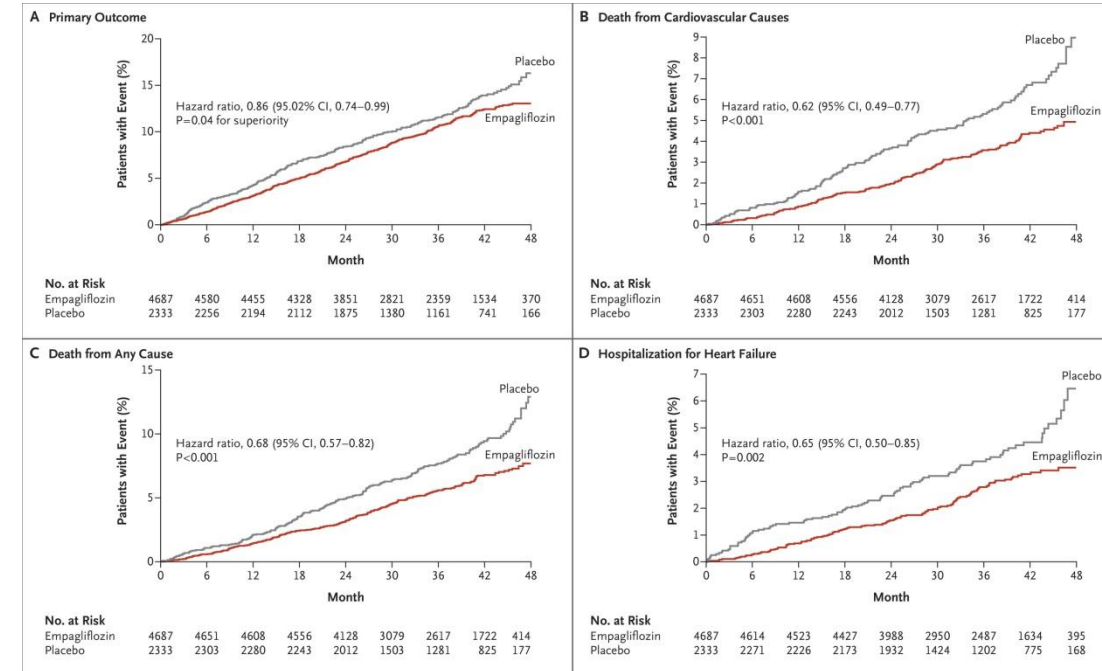 A Primary Outcome
20
15
10
5
0
Patients with Event (%)
Placebo
Hazard ratio, 0.86 (95.02% CI, 0.74–0.99)
P=0.04 for superiority
Empagliflozin
0 6 12 18 24 30 36 42 48
Month
No. at Risk
Empagliflozin 4687 4580 4455 4328 3851 2821 2359 1534 370
Placebo 2333 2256 2194 2112 1875 1380 1161 741 166
B Death from Cardiovascular Causes
9
8
7
6
5
4
3
2
1
0
Patients with Event (%)
Placebo
Hazard ratio, 0.62 (95% CI, 0.49–0.77)
P<0.001
Empagliflozin
0 6 12 18 24 30 36 42 48
Month
No. at Risk
Empagliflozin 4687 4651 4608 4556 4128 3079 2617 1722 414
Placebo 2333 2303 2280 2243 2012 1503 1281 825 177
C Death from Any Cause
15
10
5
0
Patients with Event (%)
Placebo
Hazard ratio, 0.68 (95% CI, 0.57–0.82)
P<0.001
Empagliflozin
0 6 12 18 24 30 36 42 48
Month
No. at Risk
Empagliflozin 4687 4651 4608 4556 4128 3079 2617 1722 414
Placebo 2333 2303 2280 2243 2012 1503 1281 825 177
D Hospitalization for Heart Failure
7
6
5
4
3
2
1
0
Patients with Event (%)
Placebo
Hazard ratio, 0.65 (95% CI, 0.50–0.85)
P=0.002
Empagliflozin
0 6 12 18 24 30 36 42 48
Month
No. at Risk
Empagliflozin 4687 4614 4523 4427 3988 2950 2487 1634 395
Placebo 2333 2271 2226 2173 1932 1424 1202 775 168